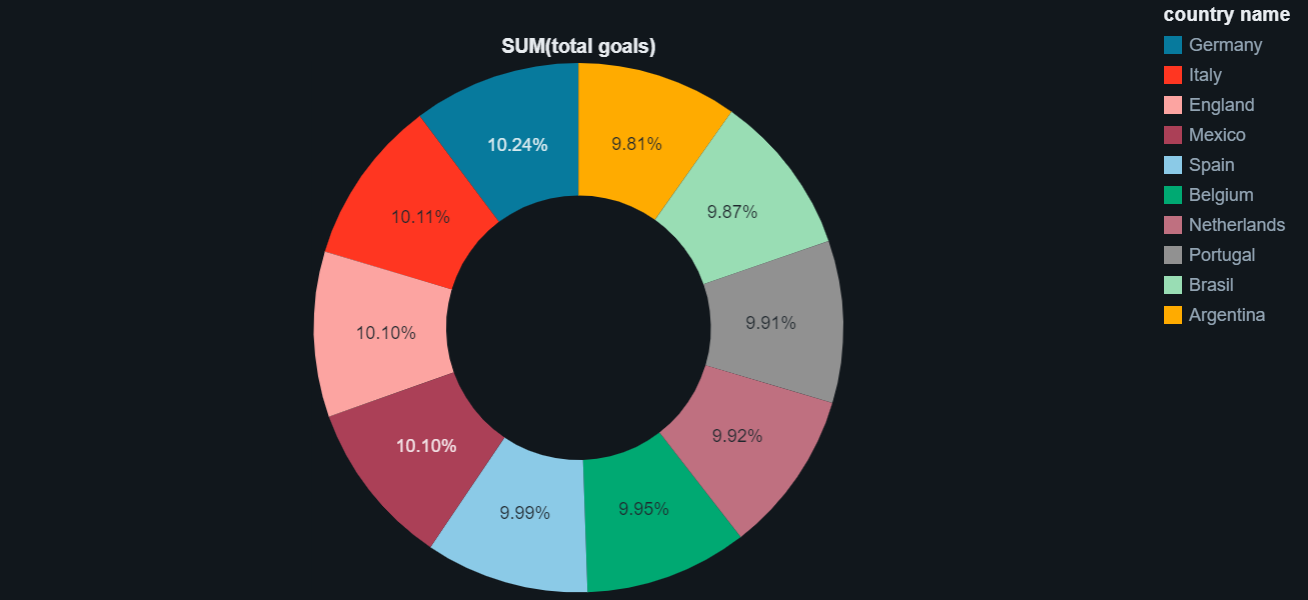 SUM(total goals)
10.24%
9.81%
10.11%
9.87%
10.10%
9.91%
10.10%
9.92%
9.99%
9.95%
country name
Germany
Italy
England
Mexico
Spain
Belgium
Netherlands
Portugal
Brasil
Argentina